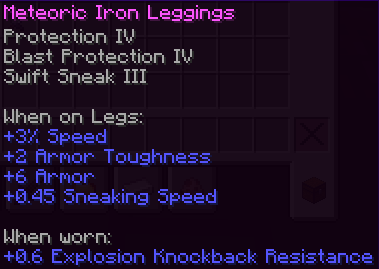 Meteoric Iron Leggings
Protection IV
Blast Protection IV
Swift Sneak III
When on Legs:
+3% Speed
+2 Armor Toughness
+6 Armor
+0.45 Sneaking Speed
When worn:
+0.6 Explosion Knockback Resistance